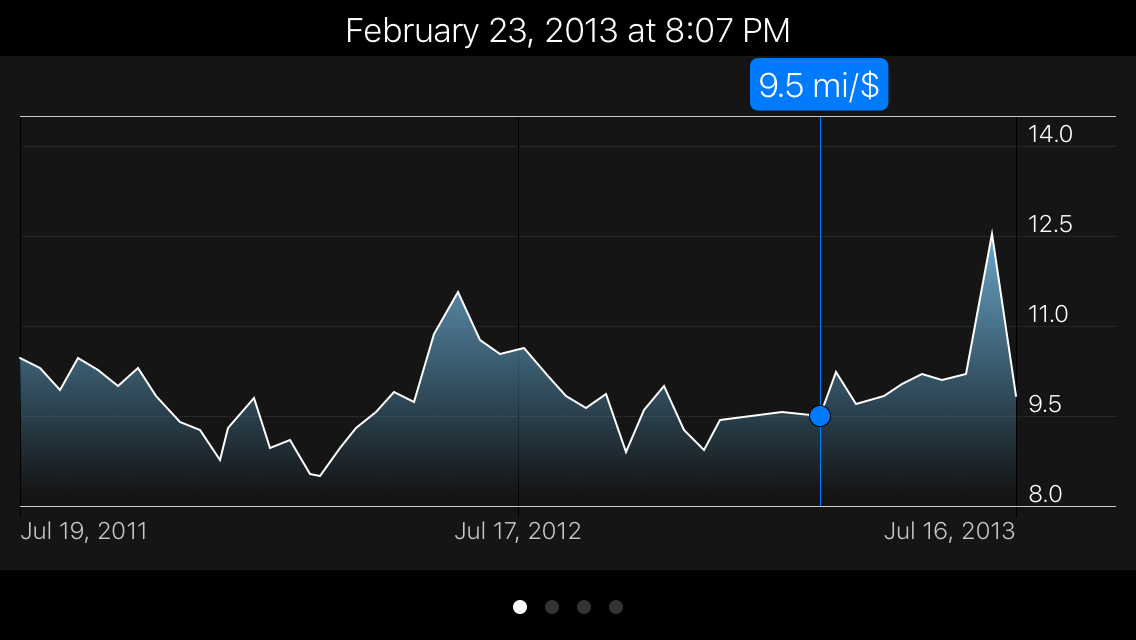 February 23, 2013 at 8:07 PM
9.5 mi/$
14.0
12.5
11.0
9.5
8.0
Jul 19, 2011
Jul 17, 2012
Jul 16, 2013